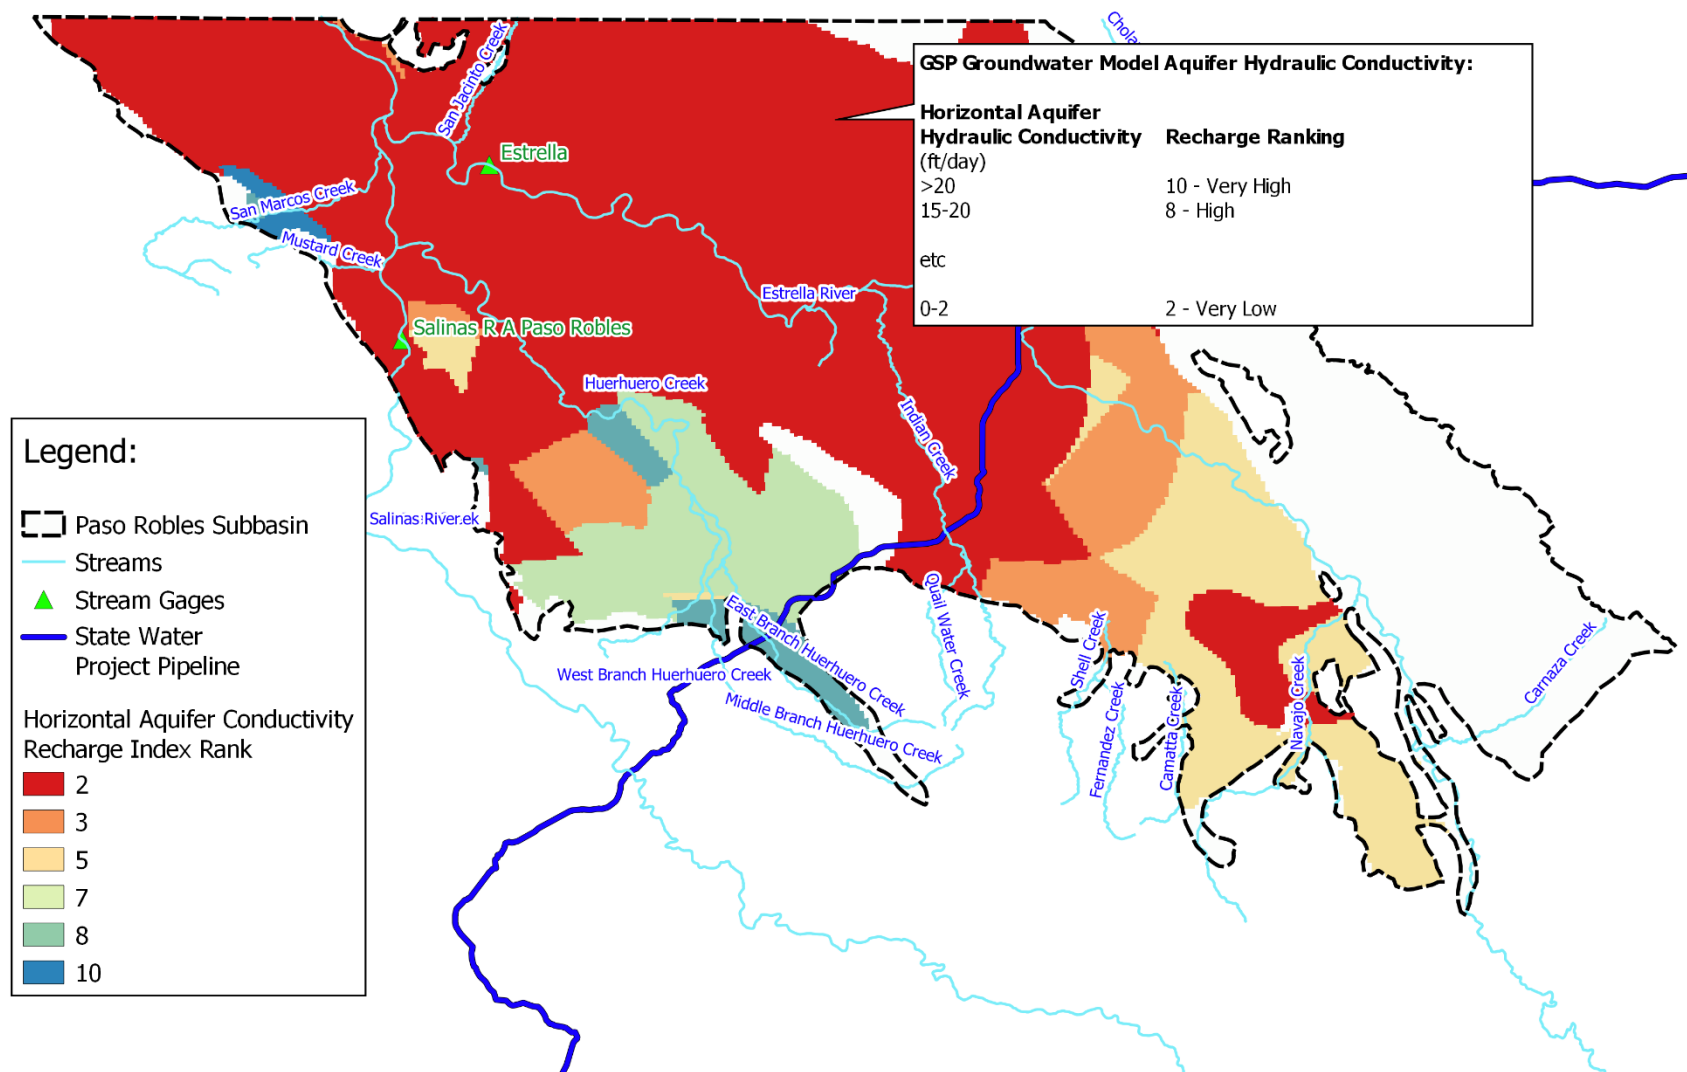 Chola
GSP Groundwater Model Aquifer Hydraulic Conductivity:
Horizontal Aquifer
Hydraulic Conductivity Recharge Ranking
(ft/day)
>20 10 - Very High
15-20 8 - High
etc
0-2 2 - Very Low
San Jacinto Creek
Estrella
San Marcos Creek
Mustard Creek
Estrella River
Salinas R A Paso Robles
Huerhuero Creek
Indian Creek
Salinas River
Quail Water Creek
East Branch Huerhuero Creek
West Branch Huerhuero Creek
Middle Branch Huerhuero Creek
Shell Creek
Fernandez Creek
Camatta Creek
Navajo Creek
Carnaza Creek
Legend:
Paso Robles Subbasin
Streams
Stream Gages
State Water
Project Pipeline
Horizontal Aquifer Conductivity
Recharge Index Rank
2
3
5
7
8
10